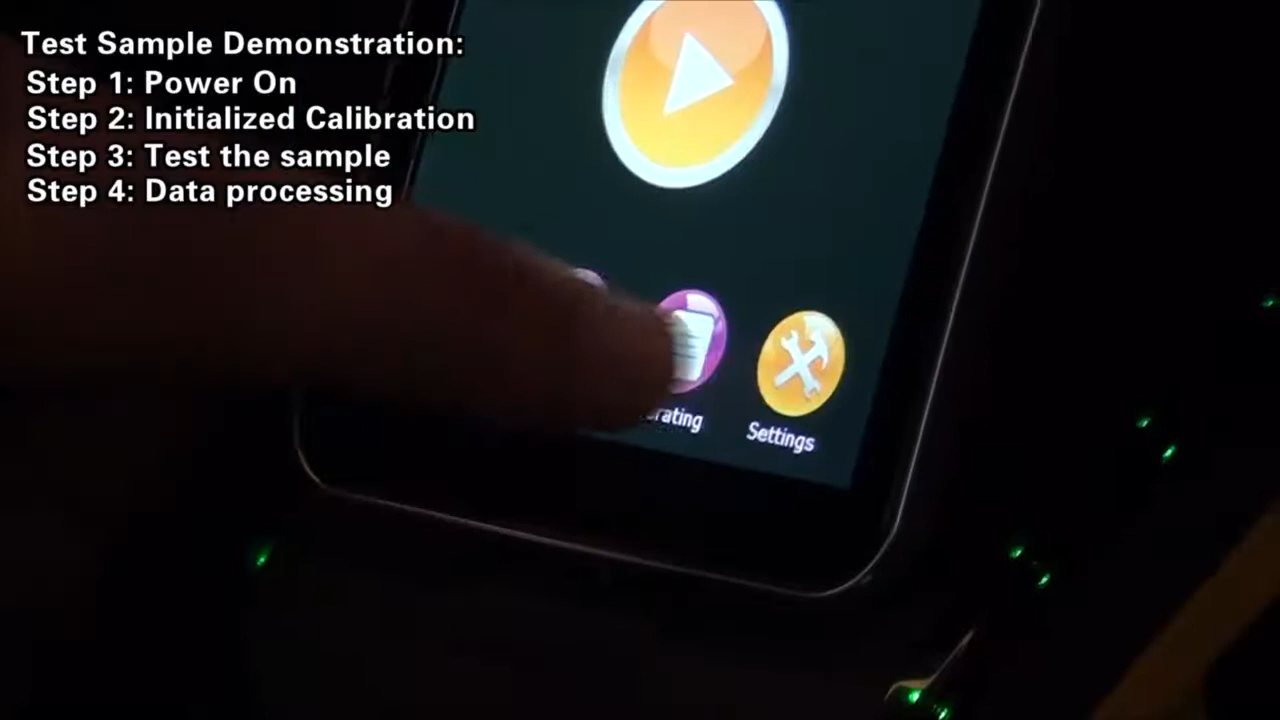 Test Sample Demonstration:
Step 1: Power On
Step 2: Initialized Calibration
Step 3: Test the sample
Step 4: Data processing
Settings